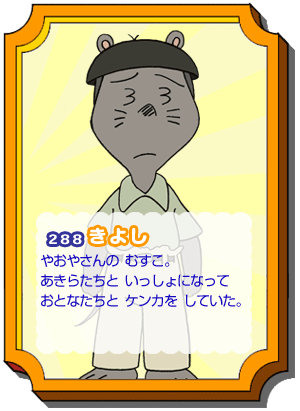 288 きよし
やおやさんの むすこ。
あきらたちと いっしょになって
おとなたちと ケンカを していた。